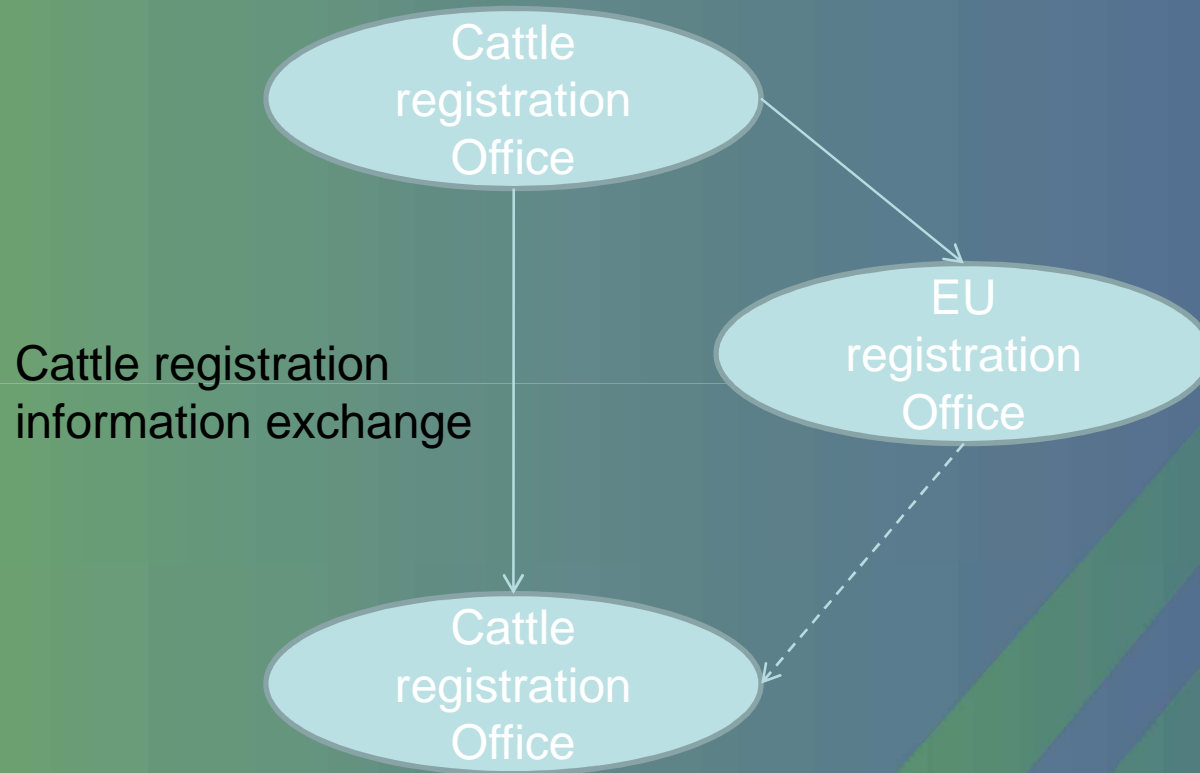 Cattle
registration
Office
EU
registration
Office
Cattle registration
information exchange
Cattle
registration
Office